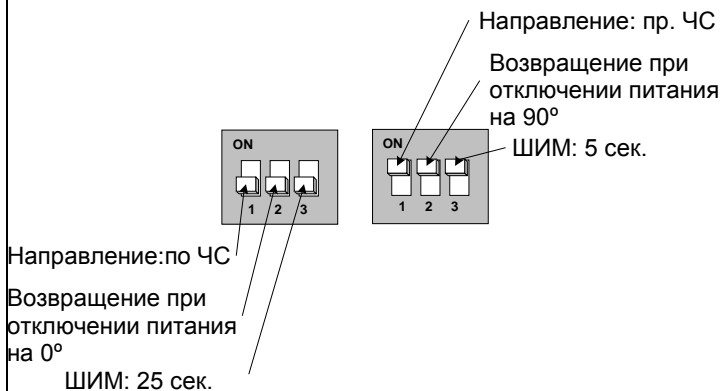 Направление: пр. ЧС
Возвращение при
отключении питания
на 90º
ШИМ: 5 сек.
ON
1 2 3
ON
1 2 3
Направление:по ЧС
Возвращение при
отключении питания
на 0º
ШИМ: 25 сек.